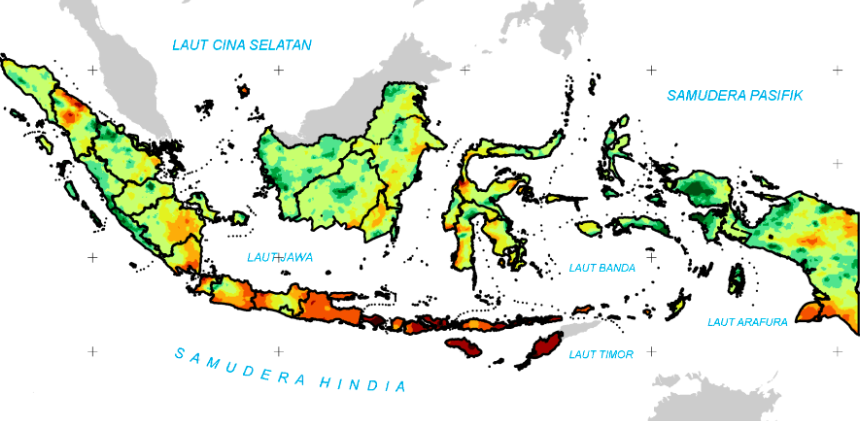 LAUT CINA SELATAN
SAMUDERA PASIFIK
LAUT JAWA
LAUT BANDA
LAUT ARAFURA
LAUT TIMOR
SAMUDERA HINDIA